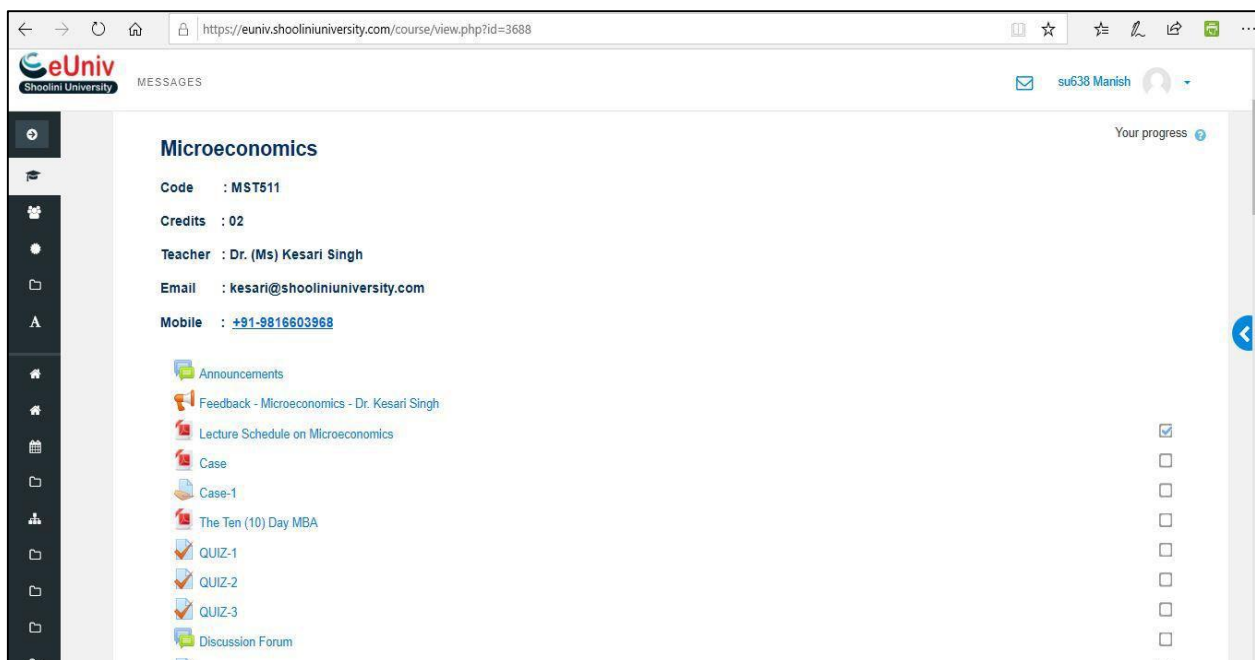 https://euniv.shooliniuniversity.com/course/view.php?id=3688
eUniv
Shoolini University
MESSAGES
su638 Manish
Your progress
Microeconomics
Code : MST511
Credits : 02
Teacher : Dr. (Ms) Kesari Singh
Email : kesari@shooliniuniversity.com
Mobile : +91-9816603968
Announcements
Feedback - Microeconomics - Dr. Kesari Singh
Lecture Schedule on Microeconomics
Case
Case-1
The Ten (10) Day MBA
QUIZ-1
QUIZ-2
QUIZ-3
Discussion Forum